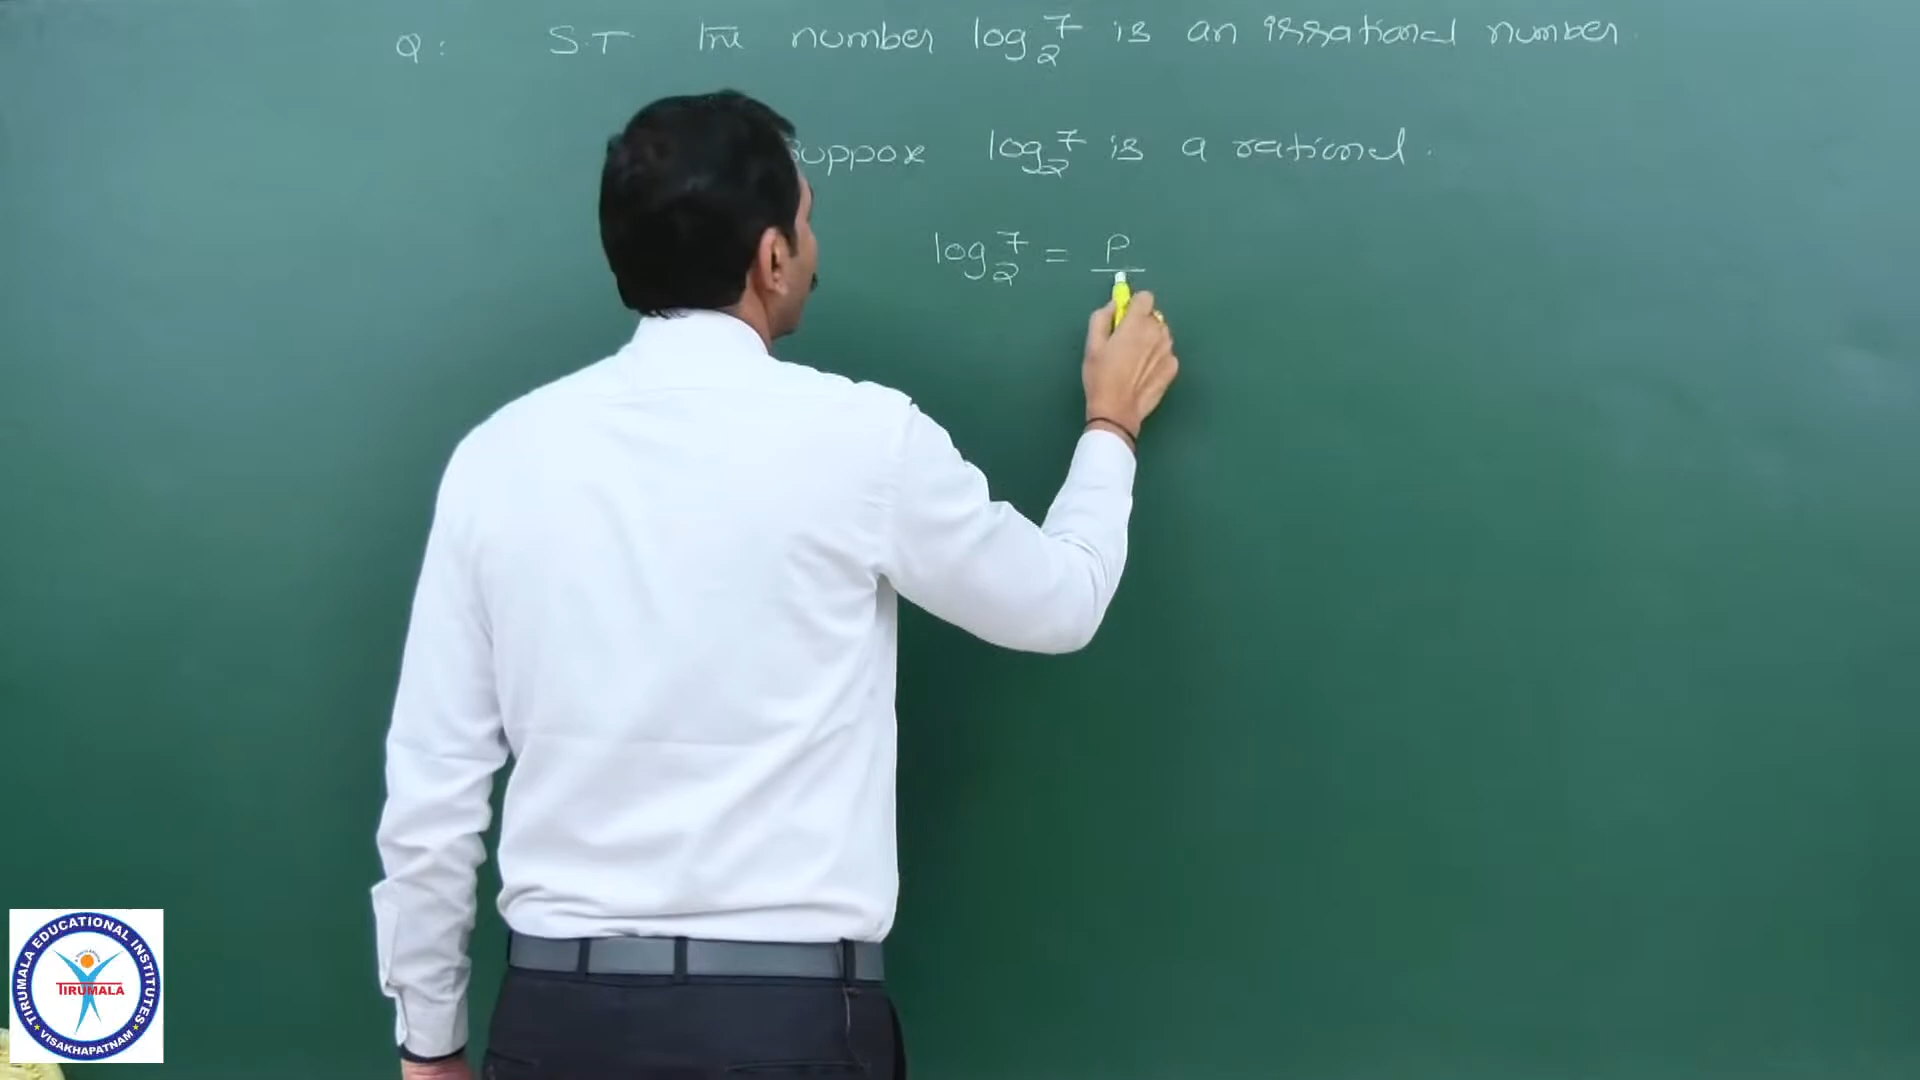 Q: S.T The number log₂7 is an irrational number.
Suppose log₂7 is a rational.
log₂7 = P
TIRUMALA EDUCATIONAL INSTITUTES
TIRUMALA
★ VISAKHAPATNAM ★